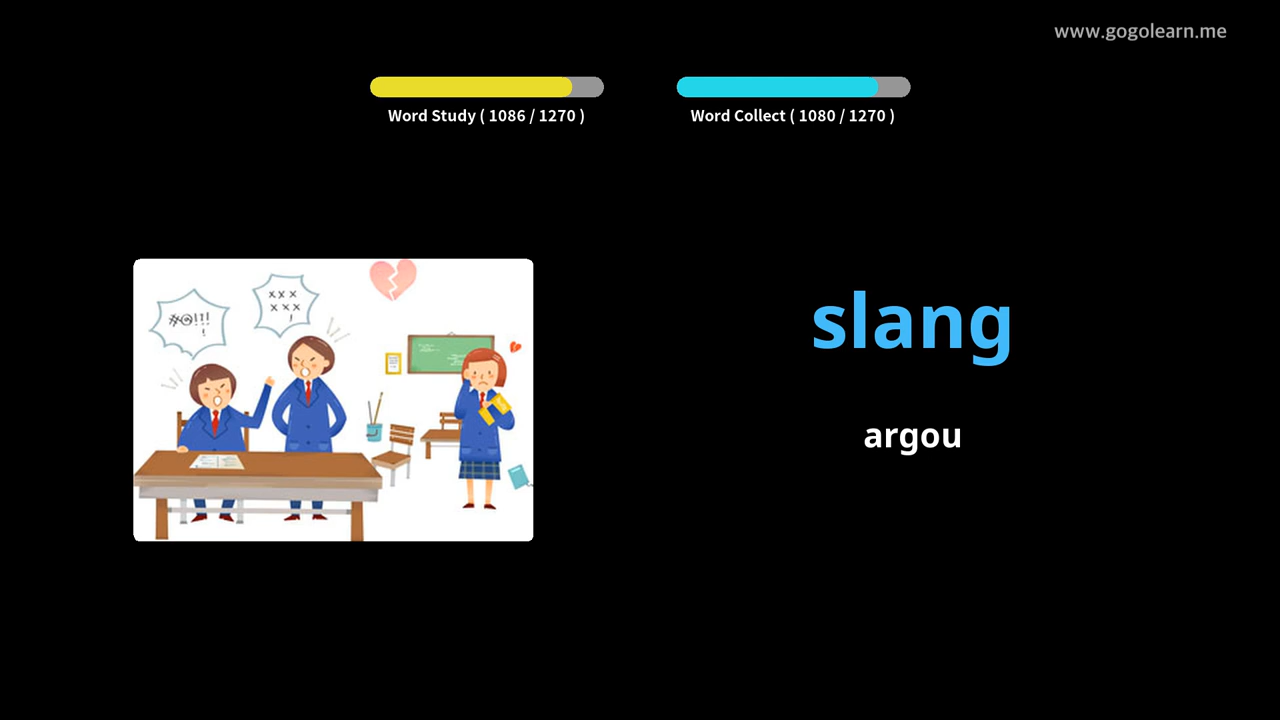 www.gogolearn.me
Word Study ( 1086 / 1270 )
Word Collect ( 1080 / 1270 )
#@!!!
!
x x x
x x x
!
slang
argou